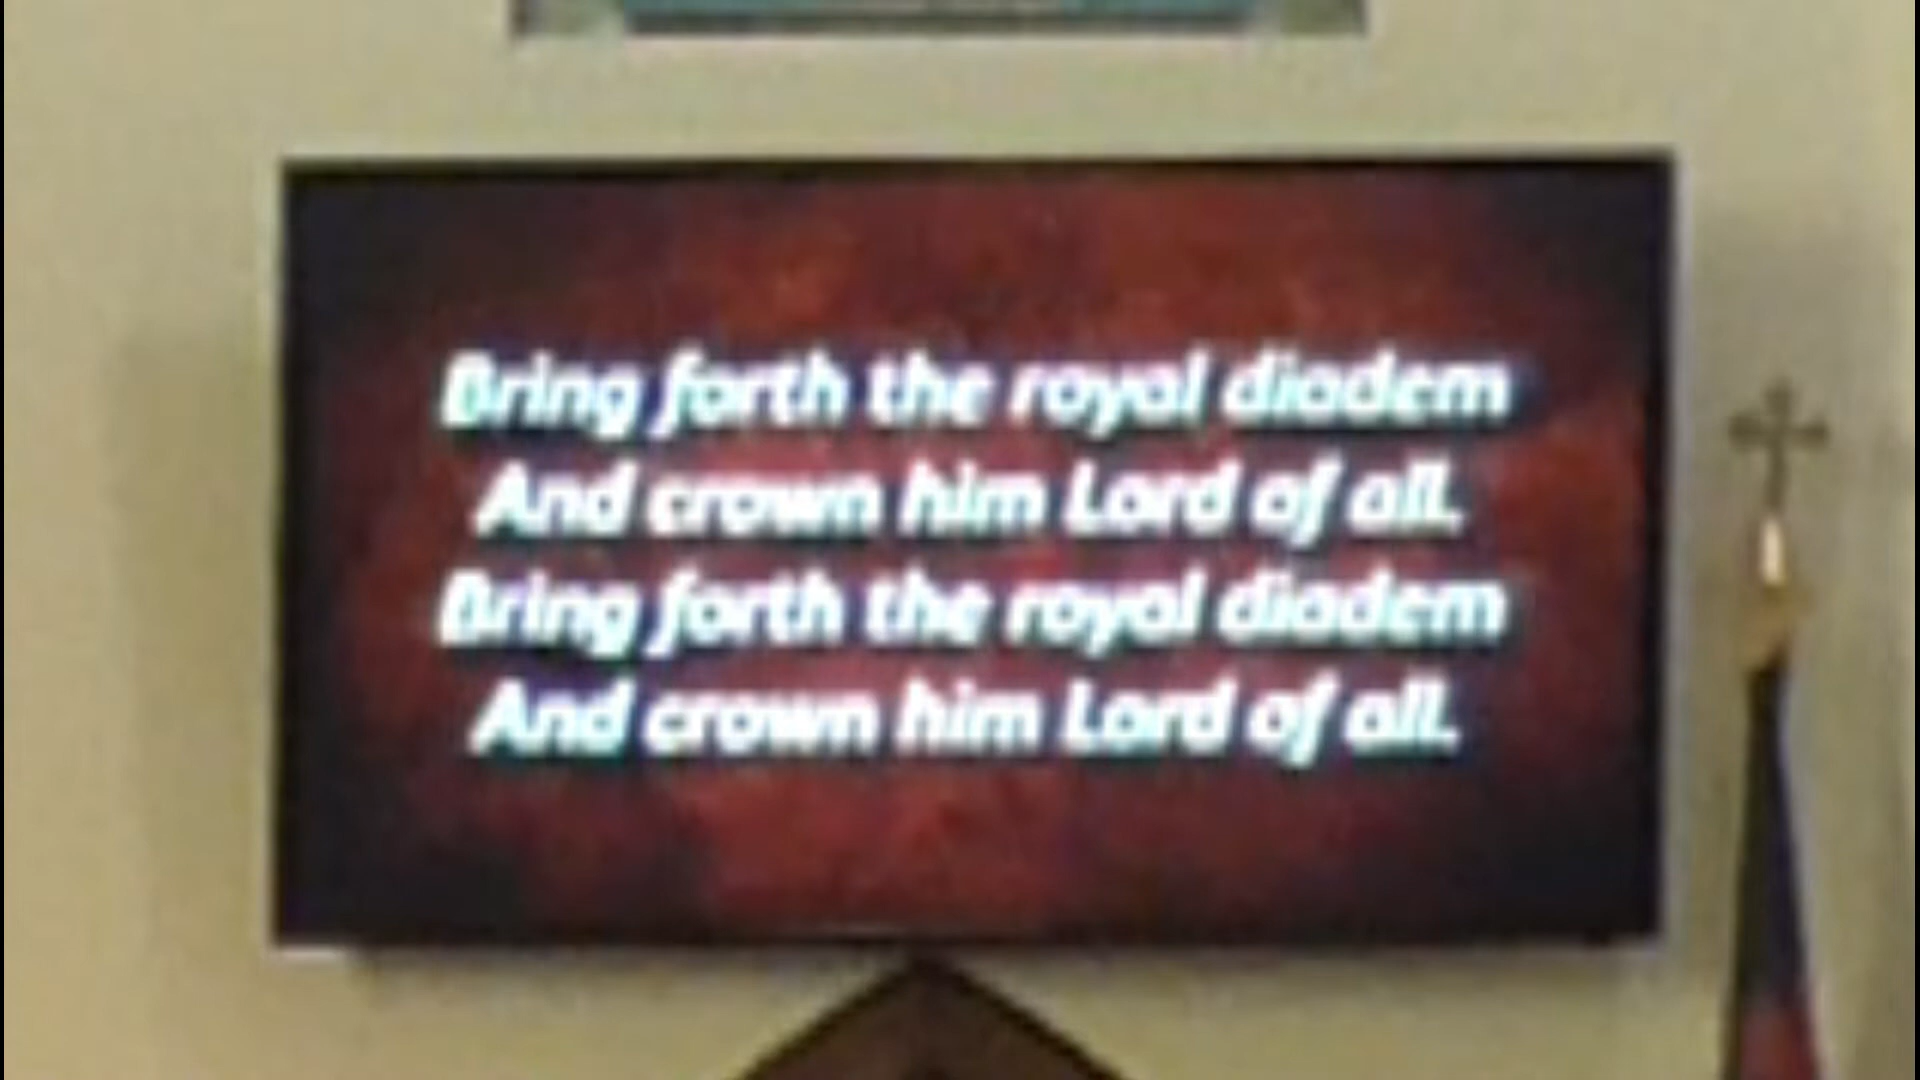 Bring forth the royal diadem
And crown him Lord of all.
Bring forth the royal diadem
And crown him Lord of all.